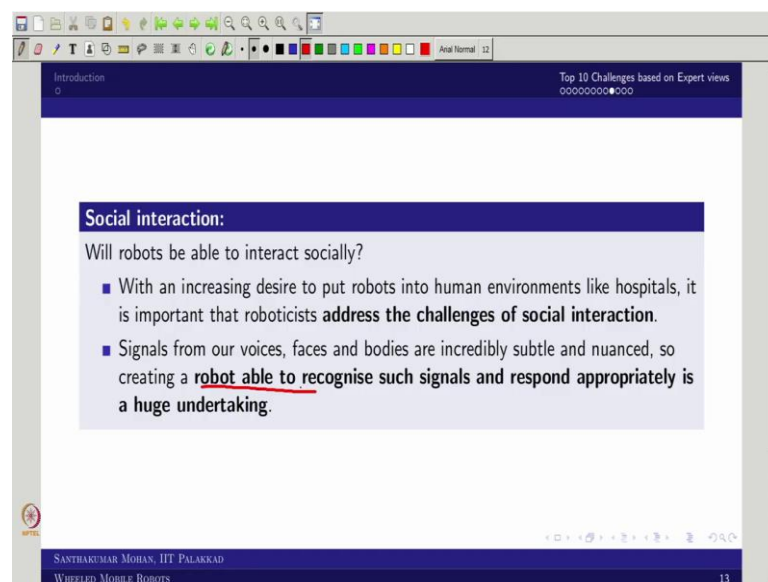 Arial Normal 12
Introduction
Top 10 Challenges based on Expert views
Social interaction:
Will robots be able to interact socially?
With an increasing desire to put robots into human environments like hospitals, it
is important that roboticists address the challenges of social interaction.
Signals from our voices, faces and bodies are incredibly subtle and nuanced, so
creating a robot able to recognise such signals and respond appropriately is
a huge undertaking.
NPTEL
SANTHAKUMAR MOHAN, IIT PALAKKAD
WHEELED MOBILE ROBOTS
13